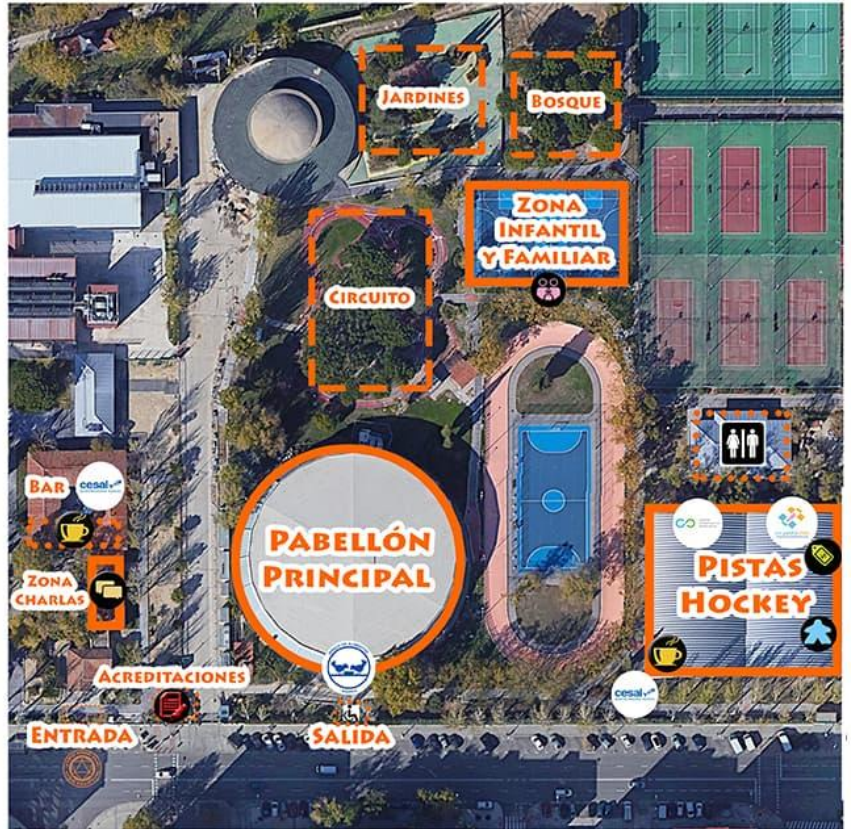 JARDINES
BOSQUE
ZONA
INFANTIL
Y FAMILIAR
CIRCUITO
BAR
cesal
ZONA
CHARLAS
PABELLÓN
PRINCIPAL
PISTAS
HOCKEY
ACREDITACIONES
cesal
ENTRADA
SALIDA